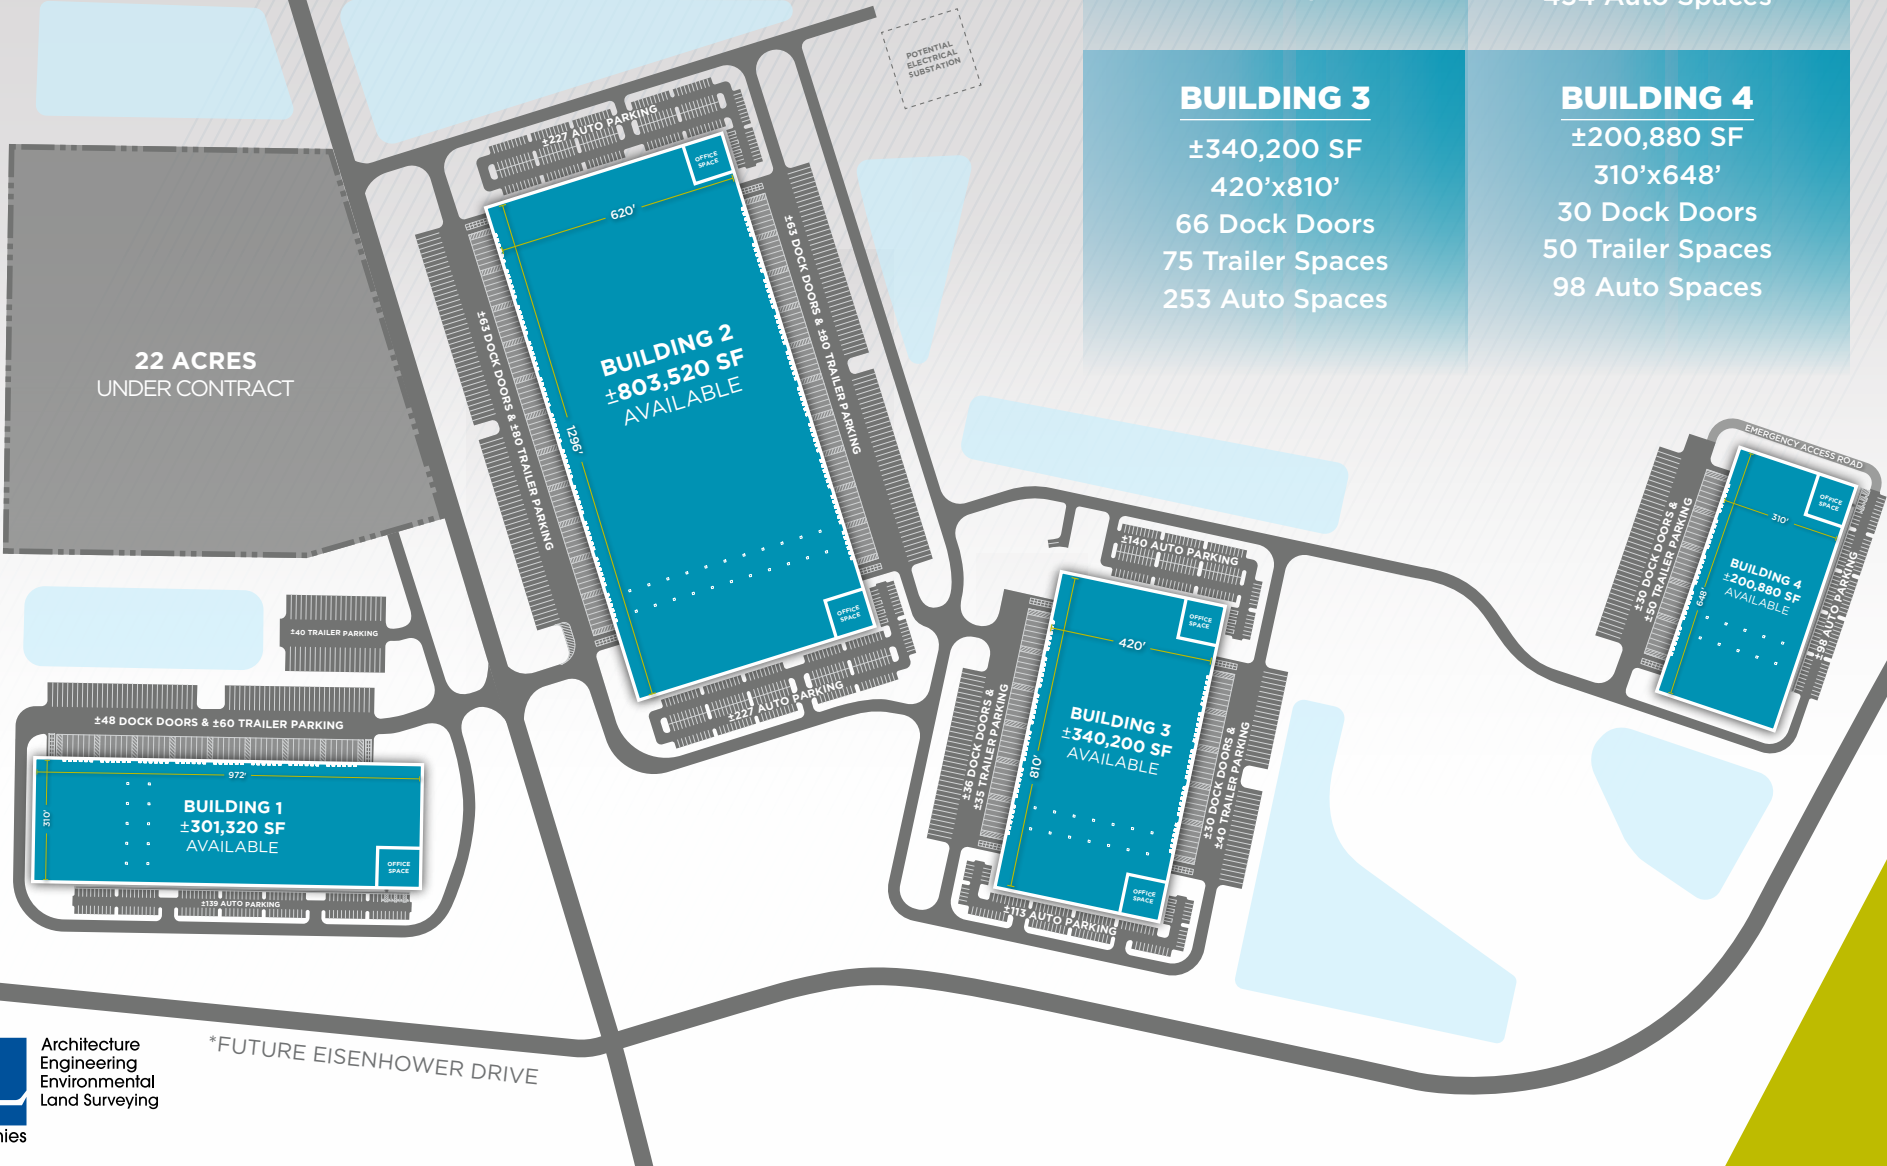 454 Auto Spaces
BUILDING 3
±340,200 SF
420’x810’
66 Dock Doors
75 Trailer Spaces
253 Auto Spaces
BUILDING 4
±200,880 SF
310’x648’
30 Dock Doors
50 Trailer Spaces
98 Auto Spaces
POTENTIAL
ELECTRICAL
SUBSTATION
±227 AUTO PARKING
OFFICE
SPACE
620'
±63 DOCK DOORS & ±80 TRAILER PARKING
±63 DOCK DOORS & ±80 TRAILER PARKING
BUILDING 2
±803,520 SF
AVAILABLE
1296'
OFFICE
SPACE
±227 AUTO PARKING
22 ACRES
UNDER CONTRACT
±40 TRAILER PARKING
±48 DOCK DOORS & ±60 TRAILER PARKING
972'
310'
BUILDING 1
±301,320 SF
AVAILABLE
OFFICE
SPACE
±139 AUTO PARKING
±140 AUTO PARKING
OFFICE
SPACE
420'
±36 DOCK DOORS &
±35 TRAILER PARKING
BUILDING 3
±340,200 SF
AVAILABLE
810'
±30 DOCK DOORS &
±40 TRAILER PARKING
OFFICE
SPACE
±113 AUTO PARKING
EMERGENCY ACCESS ROAD
OFFICE
SPACE
310'
±30 DOCK DOORS &
±50 TRAILER PARKING
BUILDING 4
±200,880 SF
AVAILABLE
648'
±98 AUTO PARKING
*FUTURE EISENHOWER DRIVE
Architecture
Engineering
Environmental
Land Surveying